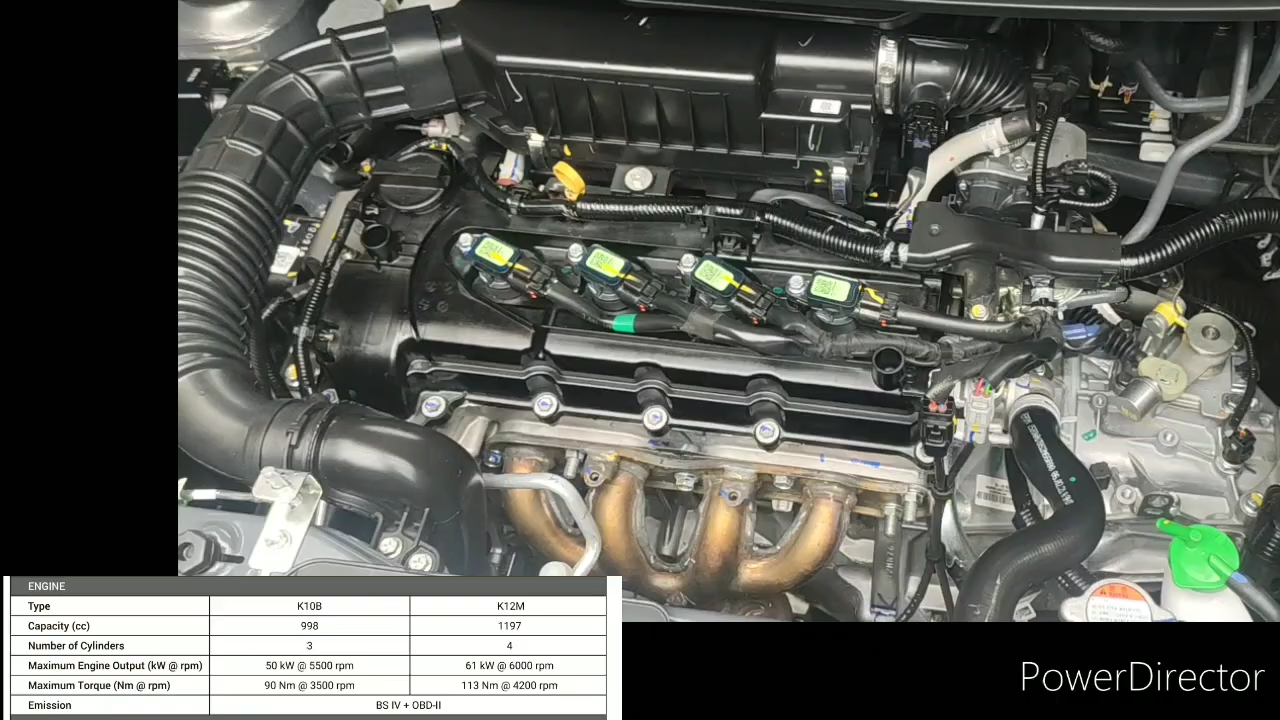 ENGINE
Type K10B K12M
Capacity (cc) 998 1197
Number of Cylinders 3 4
Maximum Engine Output (kW @ rpm) 50 kW @ 5500 rpm 61 kW @ 6000 rpm
Maximum Torque (Nm @ rpm) 90 Nm @ 3500 rpm 113 Nm @ 4200 rpm
Emission BS IV + OBD-II
PowerDirector